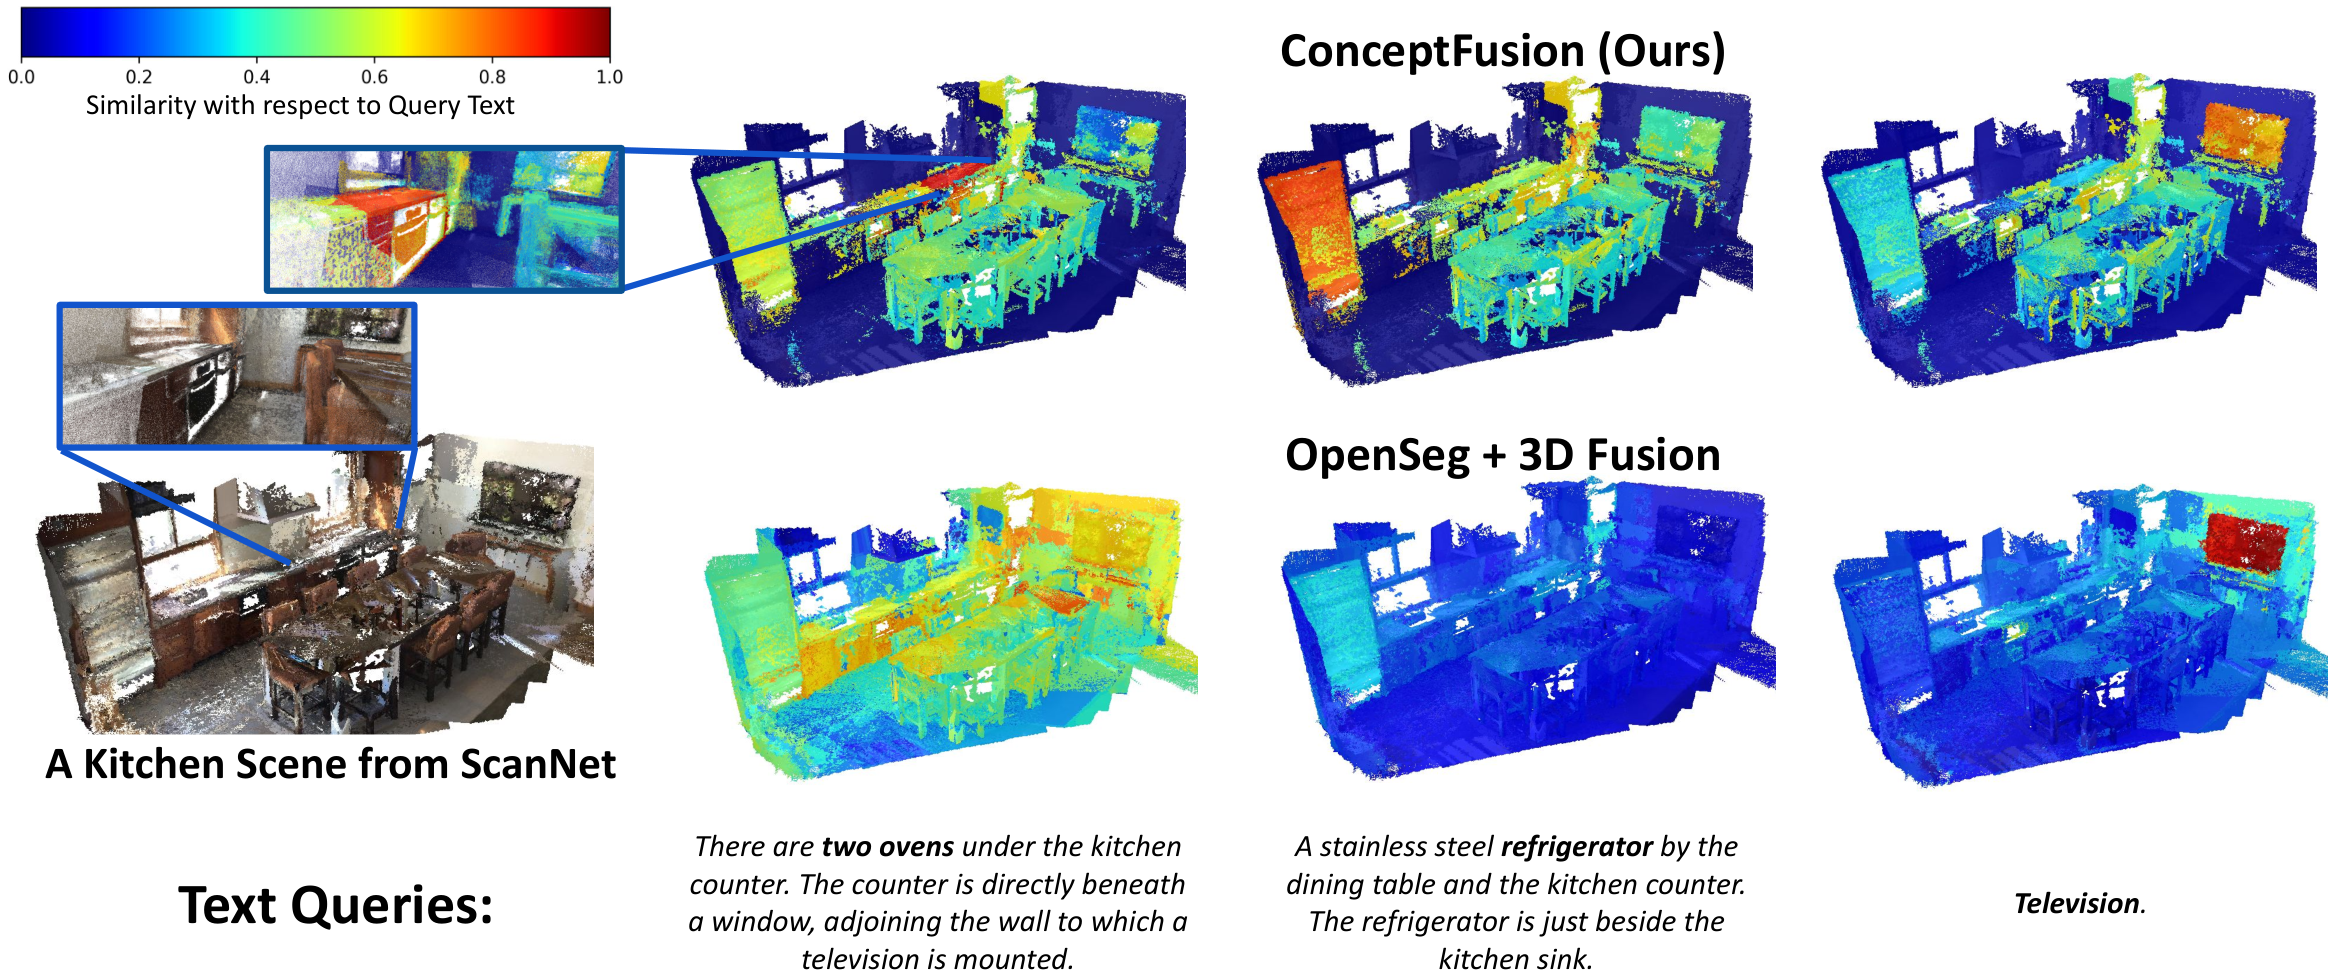 0.0 0.2 0.4 0.6 0.8 1.0
Similarity with respect to Query Text
ConceptFusion (Ours)
OpenSeg + 3D Fusion
A Kitchen Scene from ScanNet
Text Queries:
There are two ovens under the kitchen
counter. The counter is directly beneath
a window, adjoining the wall to which a
television is mounted.
A stainless steel refrigerator by the
dining table and the kitchen counter.
The refrigerator is just beside the
kitchen sink.
Television.